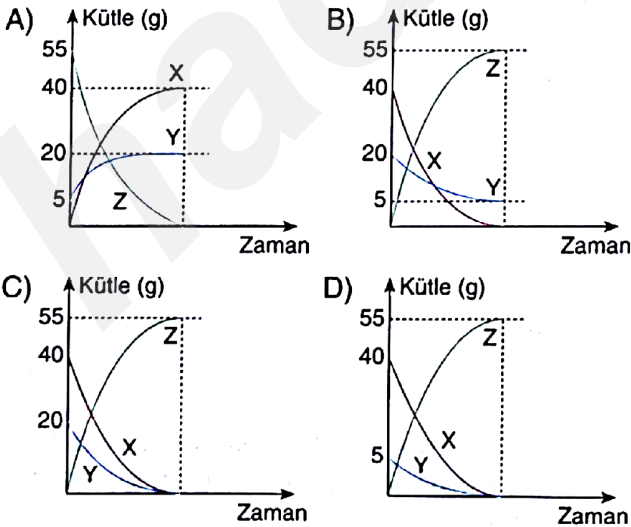 A) Kütle (g)
55
40
20
5
X
Y
Z
Zaman
B) Kütle (g)
55
40
20
5
Z
X
Y
Zaman
C) Kütle (g)
55
40
20
Z
X
Y
Zaman
D) Kütle (g)
55
40
5
Z
X
Y
Zaman